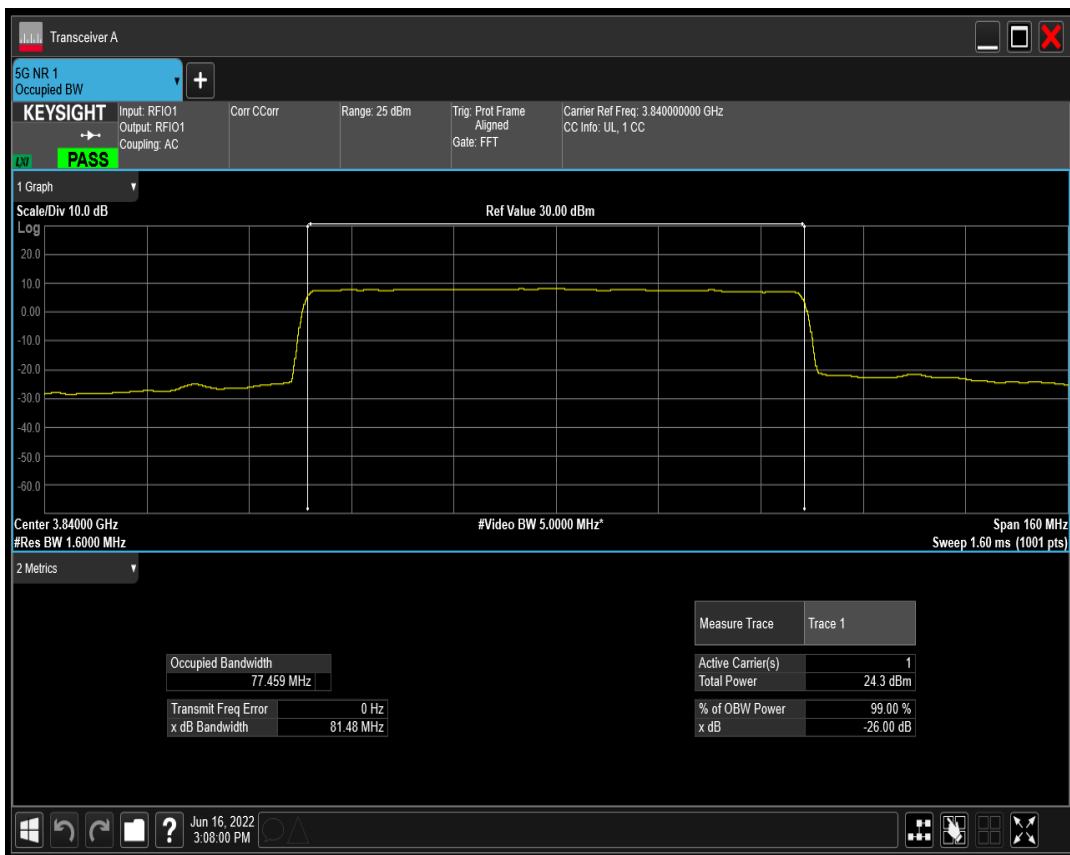 Transceiver A
5G NR 1
Occupied BW
+
KEYSIGHT
LXI PASS
Input: RFIO1
Output: RFIO1
Coupling: AC
Corr CCorr
Range: 25 dBm
Trig: Prot Frame
Aligned
Gate: FFT
Carrier Ref Freq: 3.840000000 GHz
CC Info: UL, 1 CC
1 Graph
Scale/Div 10.0 dB
Ref Value 30.00 dBm
Log
20.0
10.0
0.00
-10.0
-20.0
-30.0
-40.0
-50.0
-60.0
Center 3.84000 GHz
#Video BW 5.0000 MHz*
Span 160 MHz
#Res BW 1.6000 MHz
Sweep 1.60 ms (1001 pts)
2 Metrics
Measure Trace Trace 1
Occupied Bandwidth
77.459 MHz
Active Carrier(s) 1
Total Power 24.3 dBm
Transmit Freq Error 0 Hz
x dB Bandwidth 81.48 MHz
% of OBW Power 99.00 %
x dB -26.00 dB
?
Jun 16, 2022
3:08:00 PM